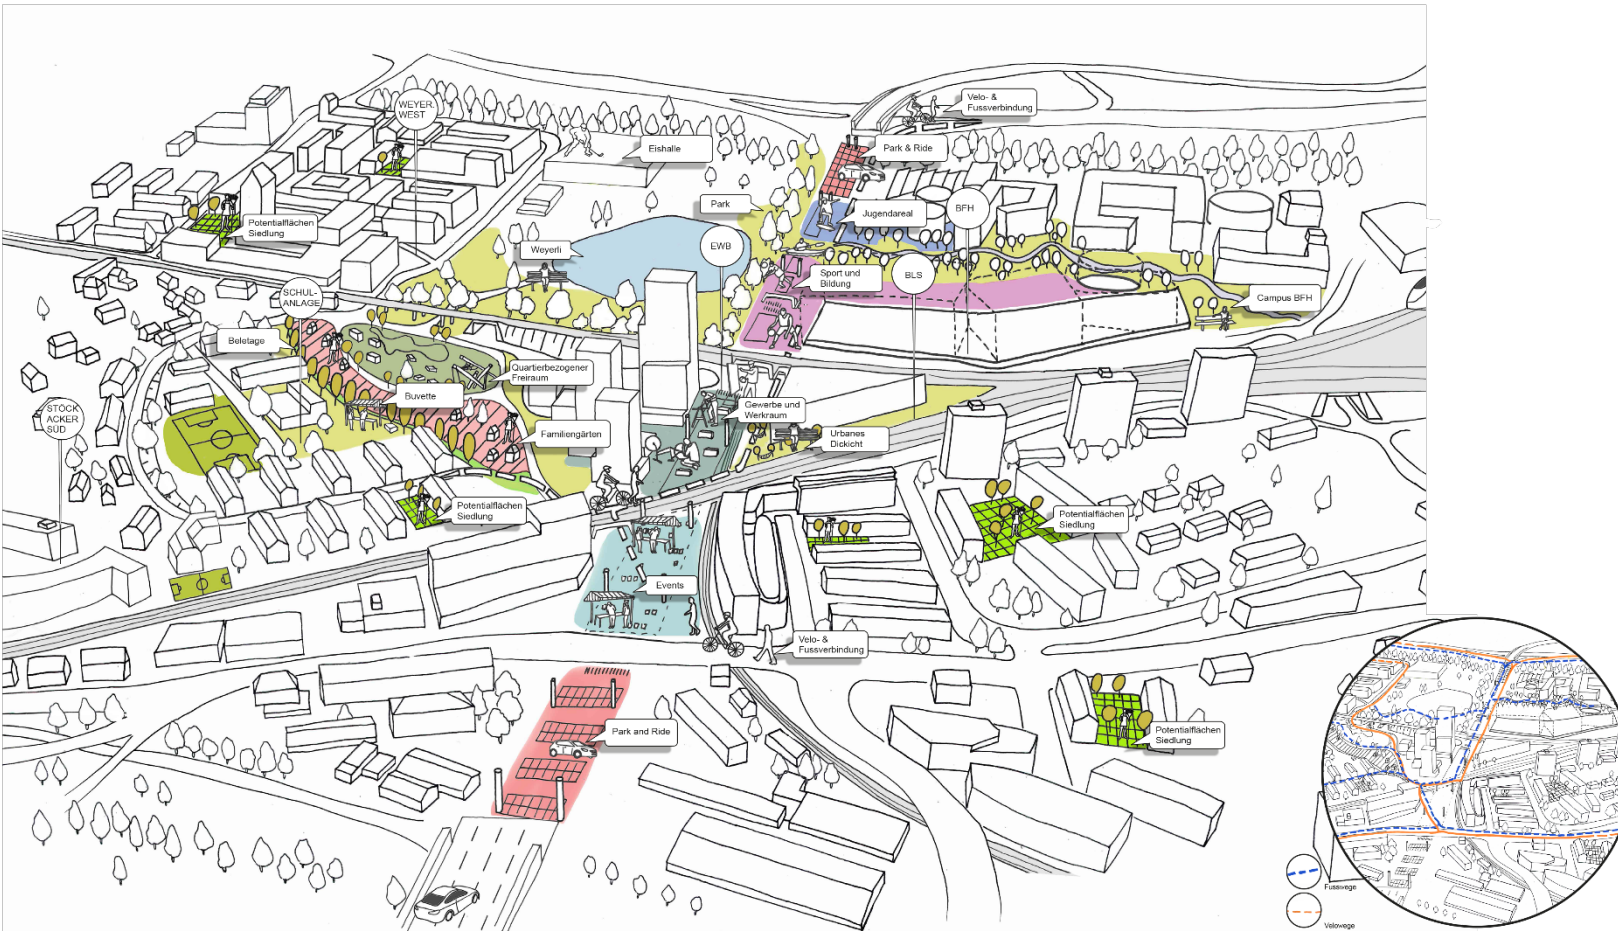 WEYER.
WEST
Velo- &
Fussverbindung
Eishalle
Park & Ride
Park
Jugendareal
BFH
Potentialflächen
Siedlung
Weyerli
EWB
Sport und
Bildung
BLS
Campus BFH
SCHUL-
ANLAGE
Beletage
Quartierbezogener
Freiraum
Buvette
Gewerbe und
Werkraum
STÖCK
ACKER
SÜD
Familiengärten
Urbanes
Dickicht
Potentialflächen
Siedlung
Potentialflächen
Siedlung
Events
Velo- &
Fussverbindung
Park and Ride
Potentialflächen
Siedlung
Fusswege
Velowege